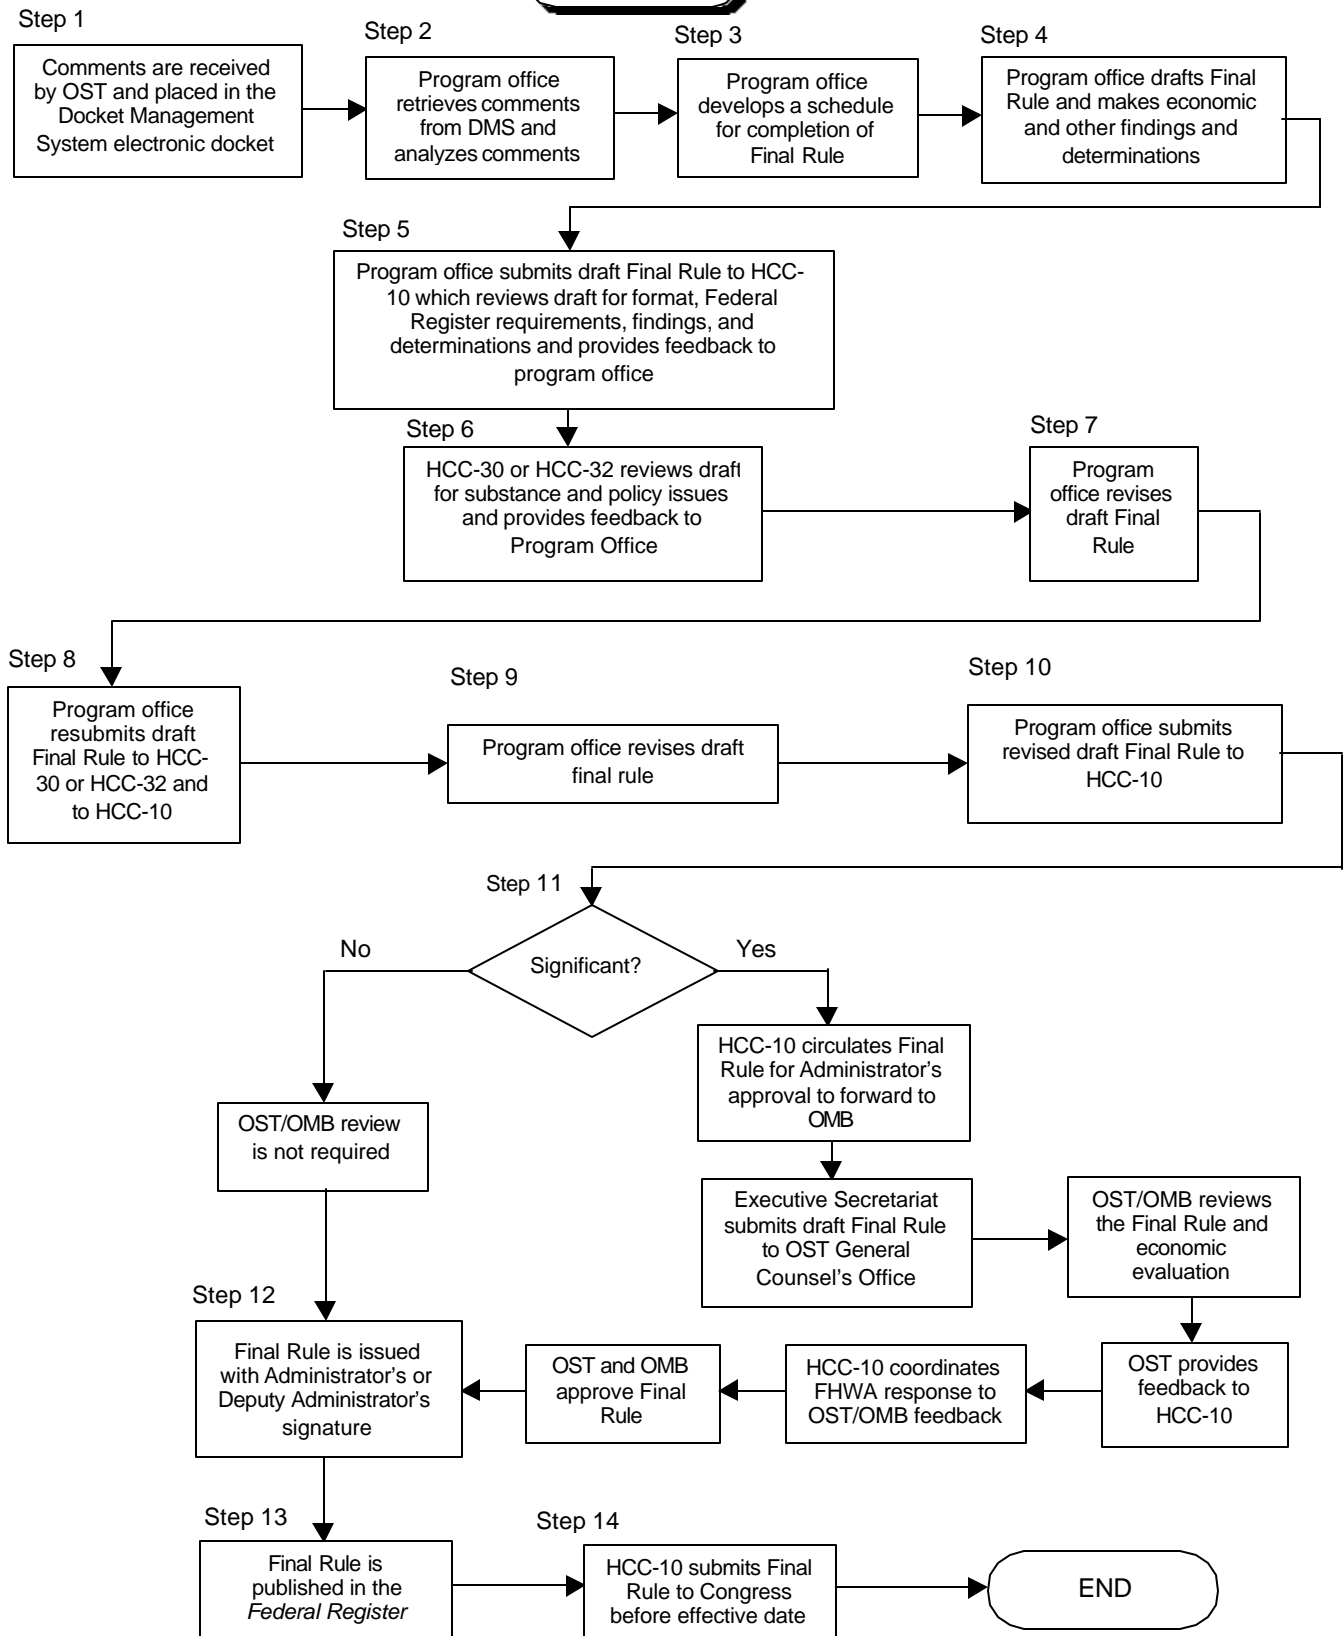 Step 1
Comments are received
by OST and placed in the
Docket Management
System electronic docket
Step 2
Program office
retrieves comments
from DMS and
analyzes comments
Step 3
Program office
develops a schedule
for completion of
Final Rule
Step 4
Program office drafts Final
Rule and makes economic
and other findings and
determinations
Step 5
Program office submits draft Final Rule to HCC-
10 which reviews draft for format, Federal
Register requirements, findings, and
determinations and provides feedback to
program office
Step 6
HCC-30 or HCC-32 reviews draft
for substance and policy issues
and provides feedback to
Program Office
Step 7
Program
office revises
draft Final
Rule
Step 8
Program office
resubmits draft
Final Rule to HCC-
30 or HCC-32 and
to HCC-10
Step 9
Program office revises draft
final rule
Step 10
Program office submits
revised draft Final Rule to
HCC-10
Step 11
Significant?
No
Yes
OST/OMB review
is not required
HCC-10 circulates Final
Rule for Administrator's
approval to forward to
OMB
Executive Secretariat
submits draft Final Rule
to OST General
Counsel's Office
OST/OMB reviews
the Final Rule and
economic
evaluation
OST provides
feedback to
HCC-10
HCC-10 coordinates
FHWA response to
OST/OMB feedback
OST and OMB
approve Final
Rule
Step 12
Final Rule is issued
with Administrator's or
Deputy Administrator's
signature
Step 13
Final Rule is
published in the
Federal Register
Step 14
HCC-10 submits Final
Rule to Congress
before effective date
END